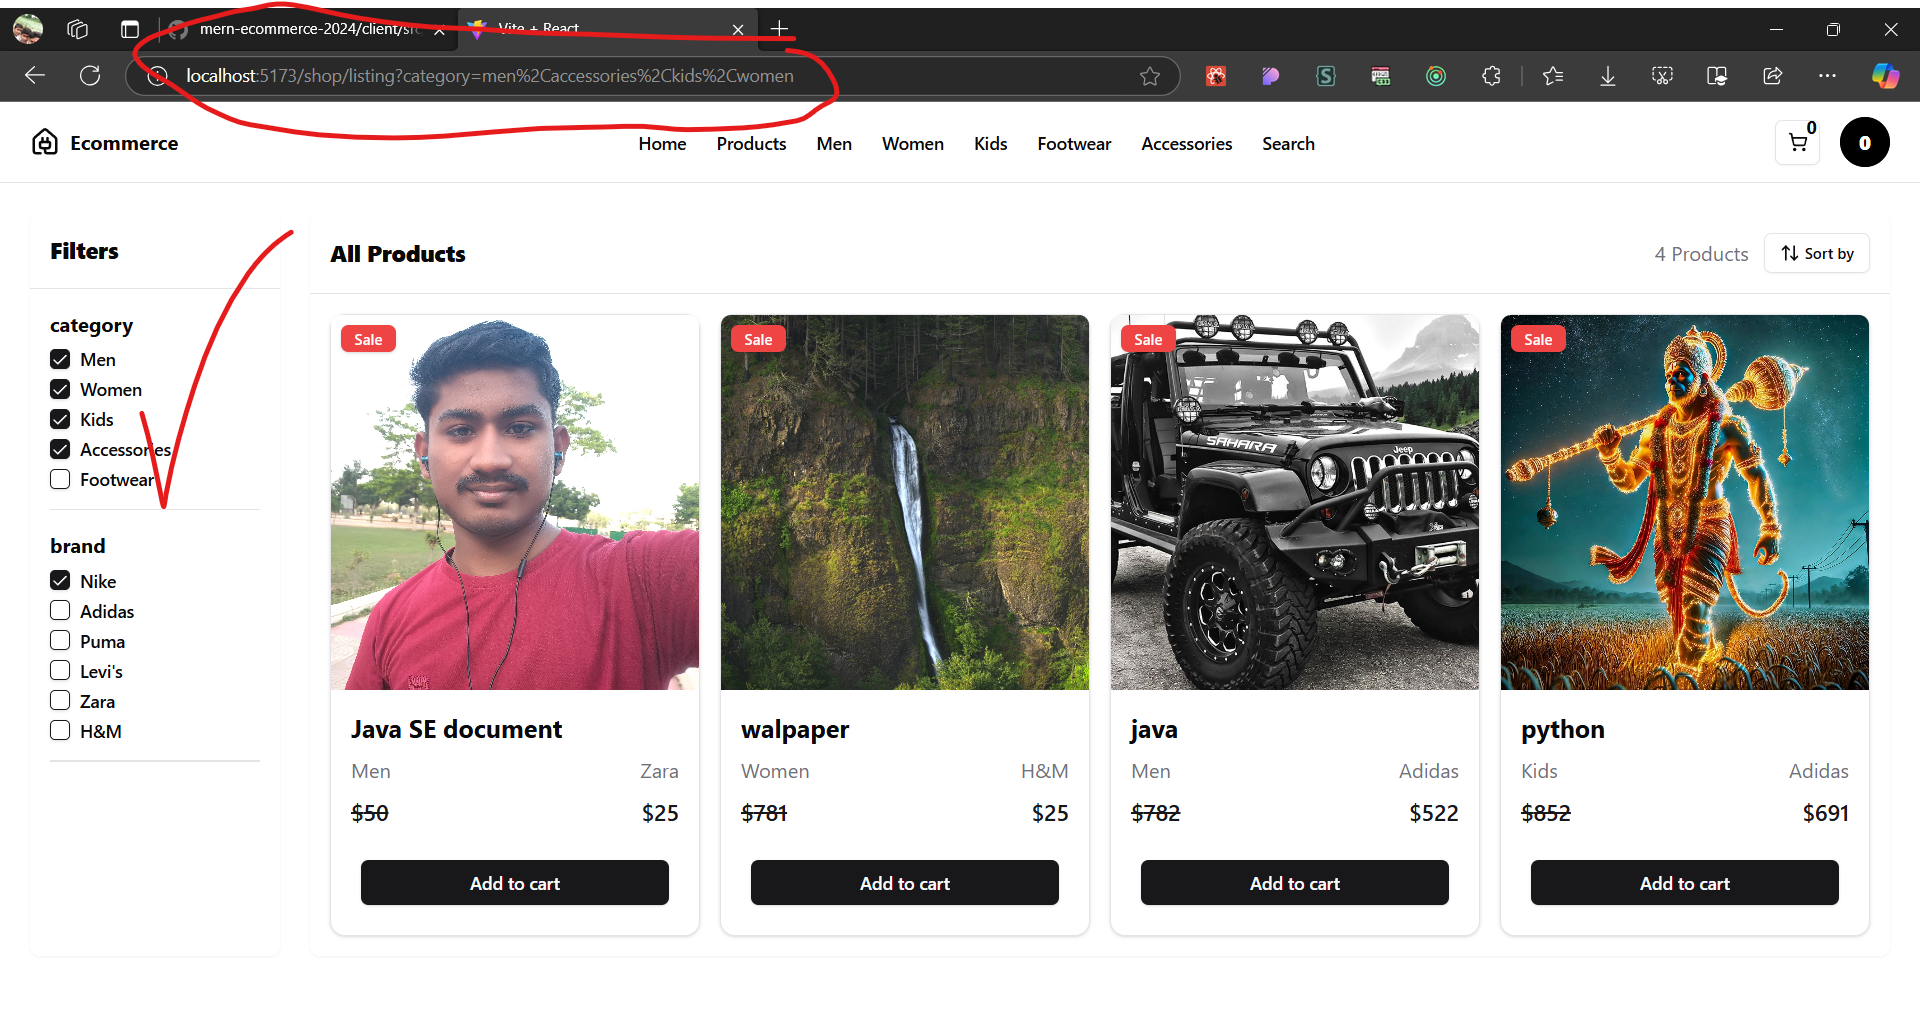 mern-ecommerce-2024/client/src
Vite + React
localhost:5173/shop/listing?category=men%2Caccessories%2Ckids%2Cwomen
Ecommerce
Home Products Men Women Kids Footwear Accessories Search
0
0
Filters
category
Men
Women
Kids
Accessories
Footwear
brand
Nike
Adidas
Puma
Levi's
Zara
H&M
All Products
4 Products
Sort by
Sale
Java SE document
Men Zara
$50 $25
Add to cart
Sale
walpaper
Women H&M
$781 $25
Add to cart
Sale
SAHARA
Jeep
java
Men Adidas
$782 $522
Add to cart
Sale
python
Kids Adidas
$852 $691
Add to cart